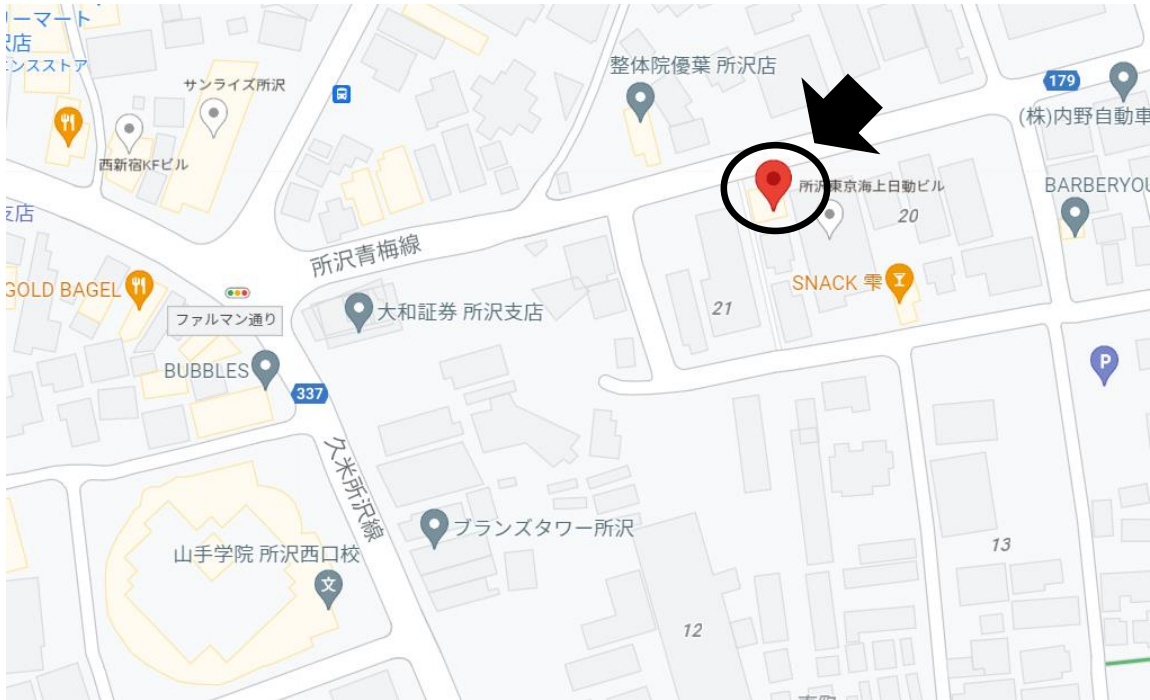 ーマート
沢店
ンスストア
サンライズ所沢
西新宿KFビル
整体院優葉 所沢店
179
(株)内野自動車
所沢東京海上日動ビル
20
BARBERYOU
支店
所沢青梅線
GOLD BAGEL
ファルマン通り
大和証券 所沢支店
21
SNACK 雫
BUBBLES
337
P
久米所沢線
ブランズタワー所沢
山手学院 所沢西口校
文
13
12